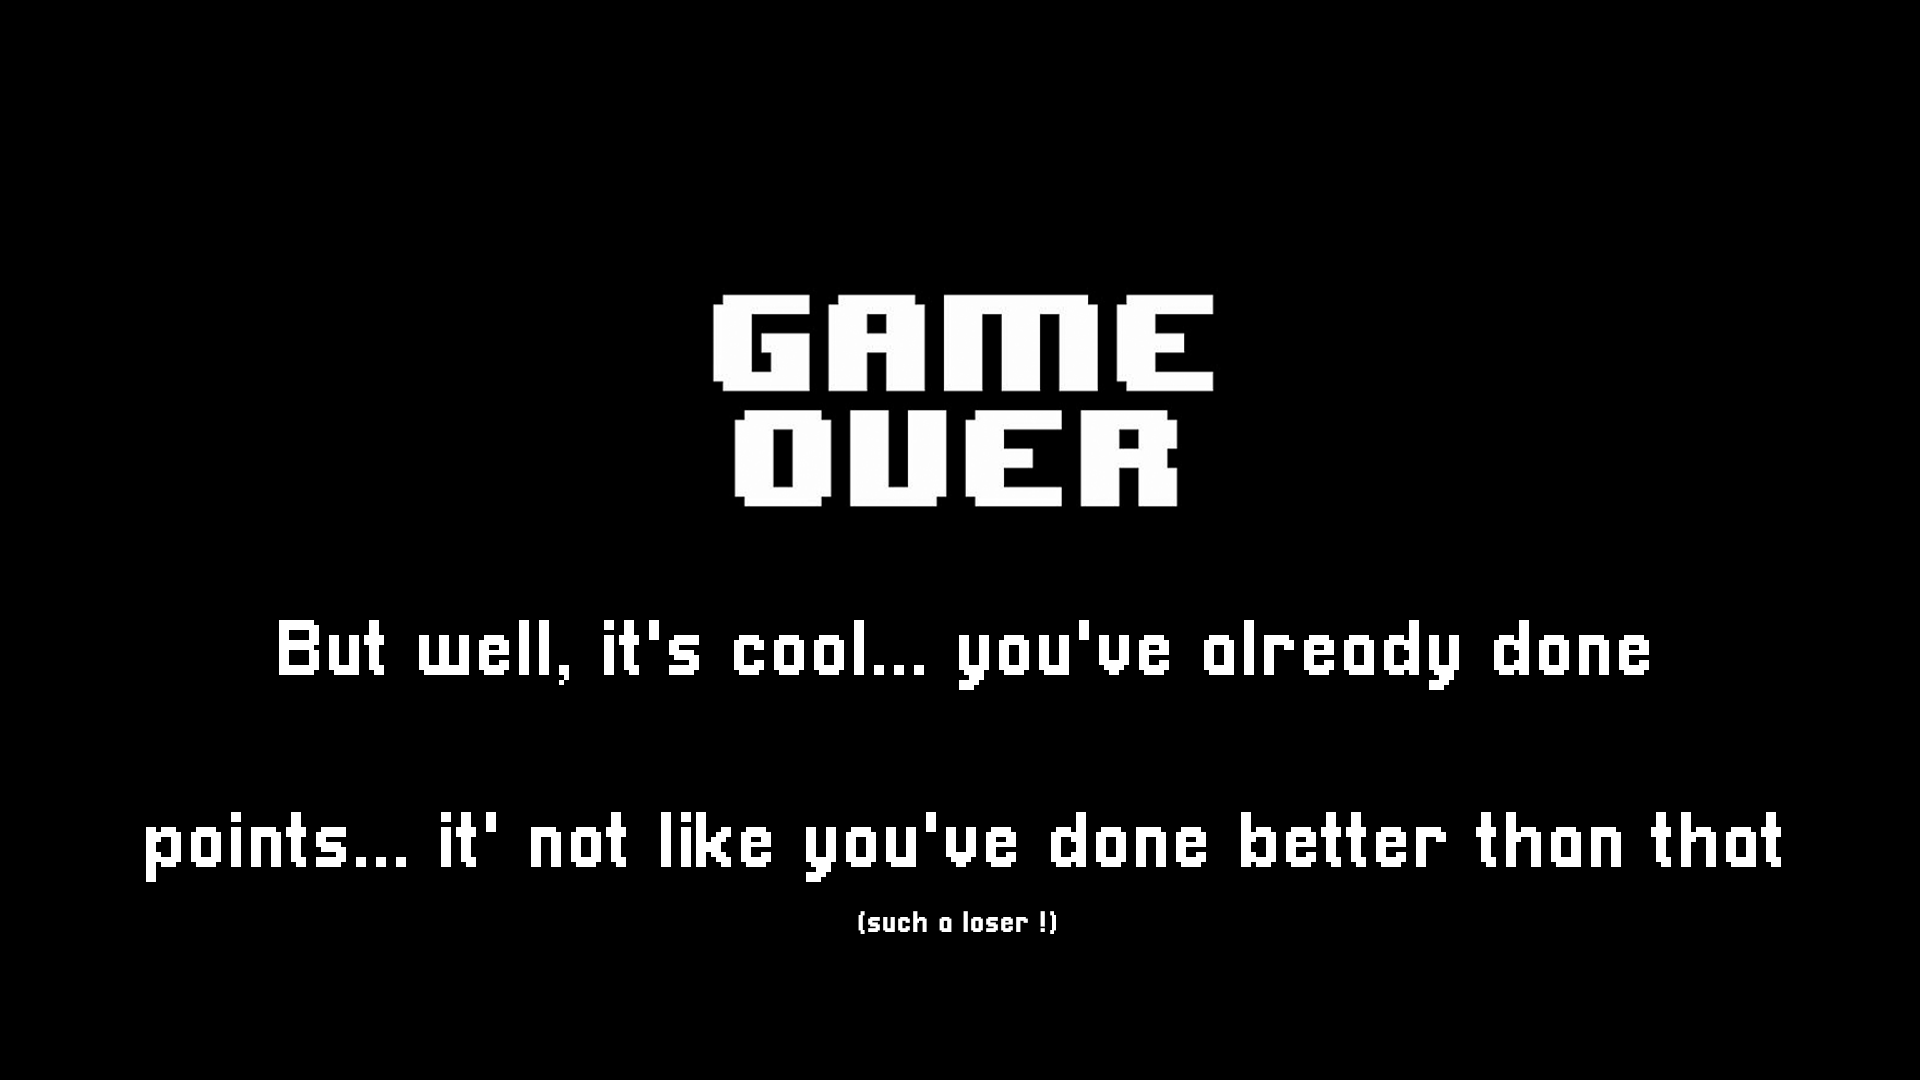 GAME
OVER
But well, it's cool... you've already done
points... it' not like you've done better than that
(such a loser !)